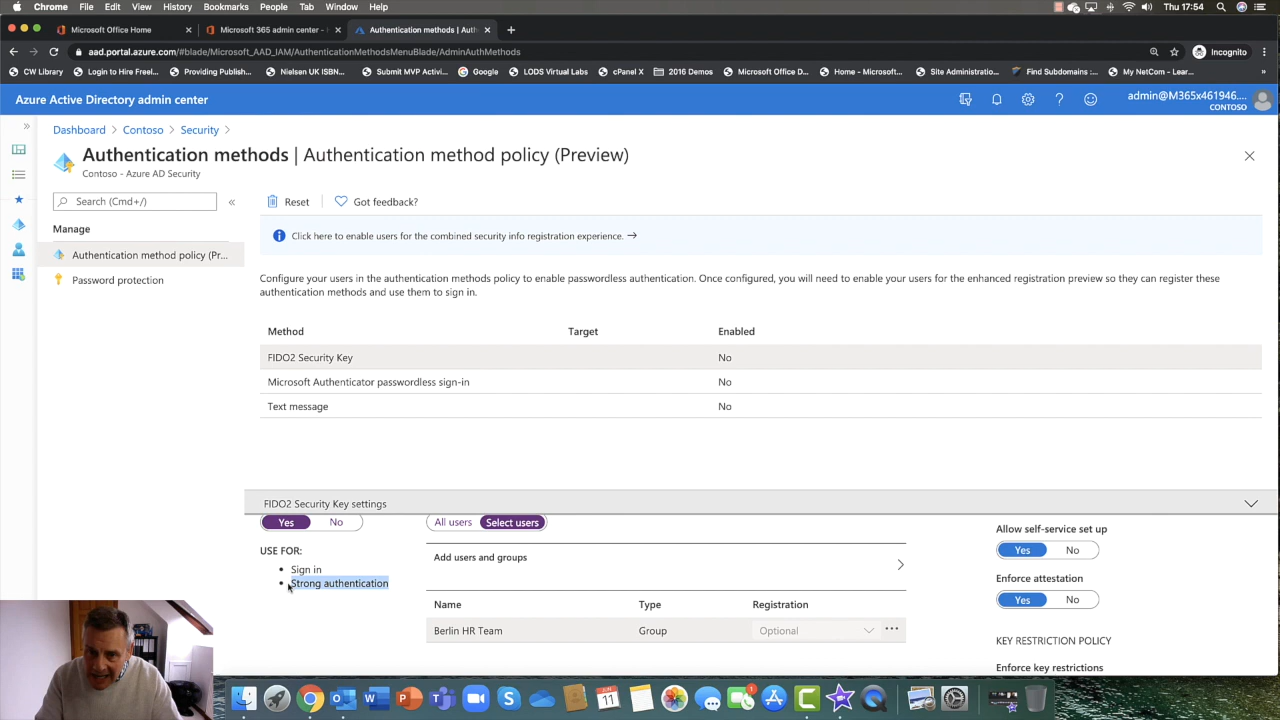 Chrome File Edit View History Bookmarks People Tab Window Help Thu 17:54
Microsoft Office Home × Microsoft 365 admin center - × Authentication methods | Auth × +
aad.portal.azure.com/#blade/Microsoft_AAD_IAM/AuthenticationMethodsMenuBlade/AdminAuthMethods Incognito
CW Library Login to Hire Freel... Providing Publish... Nielsen UK ISBN... Submit MVP Activi... Google LODS Virtual Labs cPanel X 2016 Demos Microsoft Office D... Home - Microsoft... Site Administratio... Find Subdomains :... My NetCom - Lear... »
Azure Active Directory admin center
admin@M365x461946....
CONTOSO
Dashboard > Contoso > Security >
Authentication methods | Authentication method policy (Preview)
Contoso - Azure AD Security
Search (Cmd+/) «
Reset Got feedback?
Manage
Authentication method policy (Pr...
Password protection
Click here to enable users for the combined security info registration experience. →
Configure your users in the authentication methods policy to enable passwordless authentication. Once configured, you will need to enable your users for the enhanced registration preview so they can register these
authentication methods and use them to sign in.
Method Target Enabled
FIDO2 Security Key No
Microsoft Authenticator passwordless sign-in No
Text message No
FIDO2 Security Key settings
Yes No
USE FOR:
• Sign in
• Strong authentication
All users Select users
Add users and groups
Name Type Registration
Berlin HR Team Group Optional ...
Allow self-service set up
Yes No
Enforce attestation
Yes No
KEY RESTRICTION POLICY
Enforce key restrictions